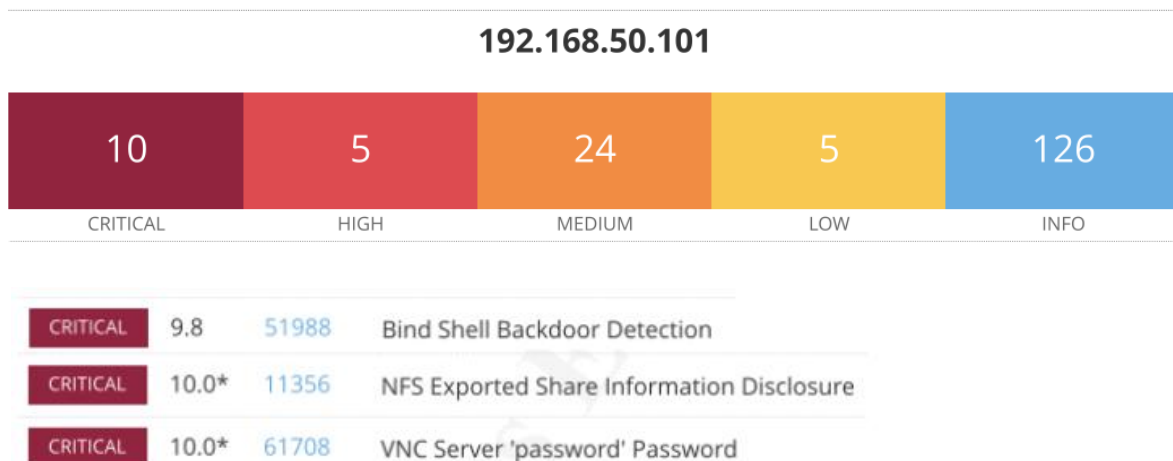 192.168.50.101
10 5 24 5 126
CRITICAL HIGH MEDIUM LOW INFO
CRITICAL 9.8 51988 Bind Shell Backdoor Detection
CRITICAL 10.0* 11356 NFS Exported Share Information Disclosure
CRITICAL 10.0* 61708 VNC Server 'password' Password